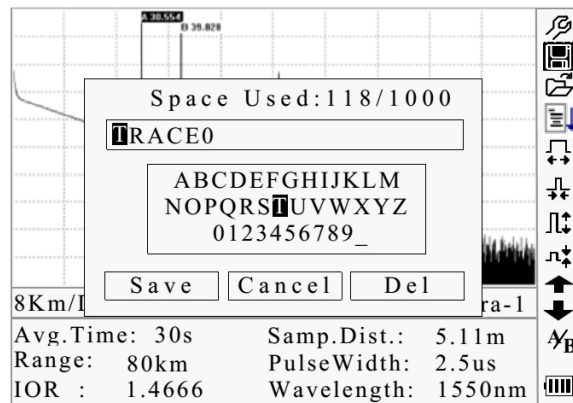 A 30.554
B 35.828
Space Used:118/1000
TRACE0
ABCDEFGHIJKLM
NOPQRSTUVWXYZ
0123456789_
Save Cancel Del
8Km/ ra-1
Avg.Time: 30s Samp.Dist.: 5.11m
Range: 80km PulseWidth: 2.5us
IOR : 1.4666 Wavelength: 1550nm
A/B